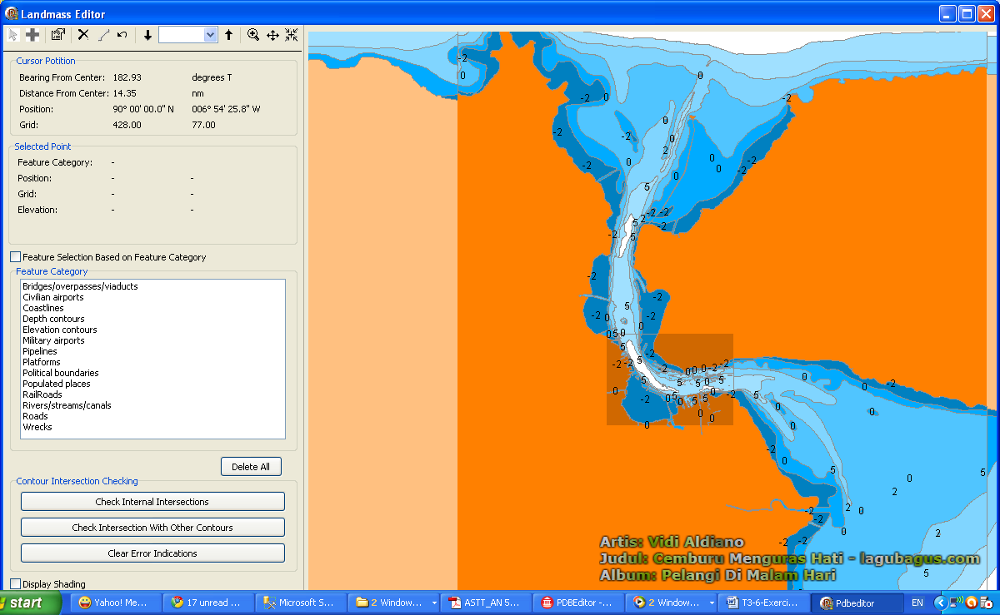 Landmass Editor
Cursor Potition
Bearing From Center: 182.93 degrees T
Distance From Center: 14.35 nm
Position: 90° 00' 00.0" N 006° 54' 25.8" W
Grid: 428.00 77.00
Selected Point
Feature Category: -
Position: - -
Grid: - -
Elevation: - -
Feature Selection Based on Feature Category
Feature Category
Bridges/overpasses/viaducts
Civilian airports
Coastlines
Depth contours
Elevation contours
Military airports
Pipelines
Platforms
Political boundaries
Populated places
RailRoads
Rivers/streams/canals
Roads
Wrecks
Delete All
Contour Intersection Checking
Check Internal Intersections
Check Intersection With Other Contours
Clear Error Indications
Display Shading
Artis: Vidi Aldiano
Judul: Cemburu Menguras Hati - lagubagus.com
Album: Pelangi Di Malam Hari
start
Yahoo! Me...
17 unread ...
Microsoft S...
2 Window...
ASTT_AN 5...
PDBEditor -...
2 Window...
T3-6-Exerci...
Pdbeditor
EN